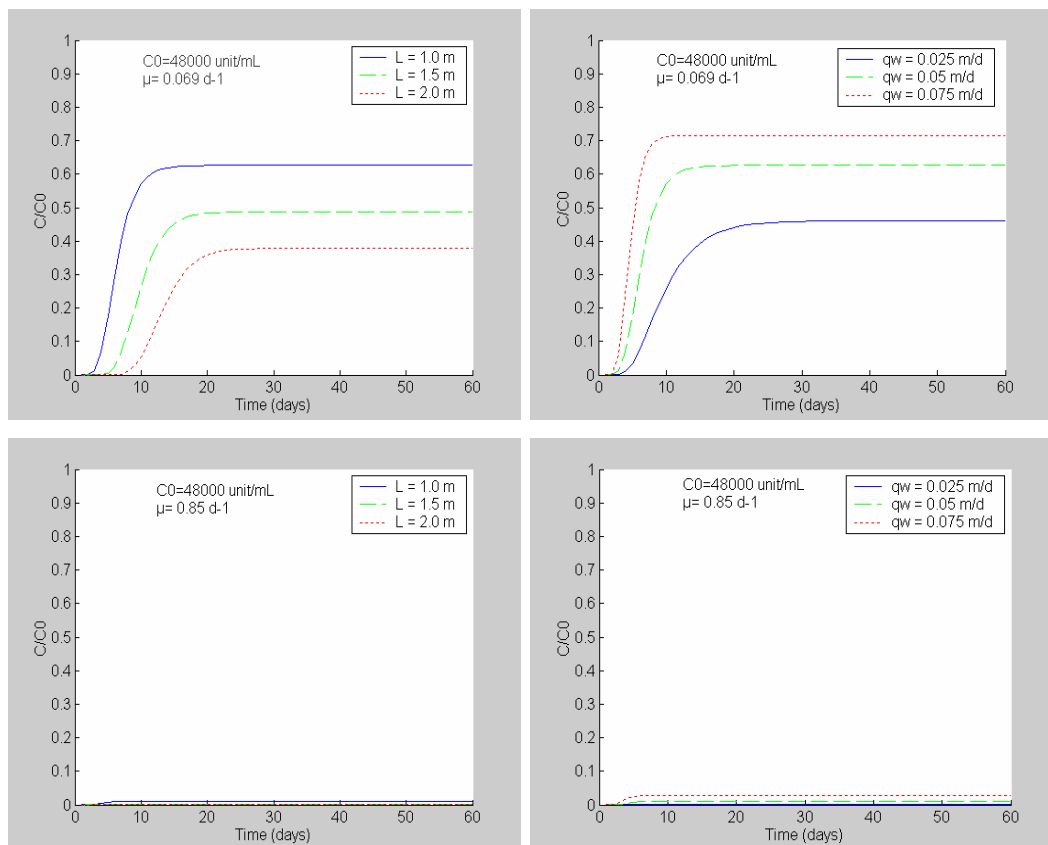 C0=48000 unit/mL
μ= 0.069 d-1
L = 1.0 m
L = 1.5 m
L = 2.0 m
1
0.9
0.8
0.7
0.6
0.5
0.4
0.3
0.2
0.1
0
C/C0
0 10 20 30 40 50 60
Time (days)
C0=48000 unit/mL
μ= 0.069 d-1
qw = 0.025 m/d
qw = 0.05 m/d
qw = 0.075 m/d
1
0.9
0.8
0.7
0.6
0.5
0.4
0.3
0.2
0.1
0
C/C0
0 10 20 30 40 50 60
Time (days)
C0=48000 unit/mL
μ= 0.85 d-1
L = 1.0 m
L = 1.5 m
L = 2.0 m
1
0.9
0.8
0.7
0.6
0.5
0.4
0.3
0.2
0.1
0
C/C0
0 10 20 30 40 50 60
Time (days)
C0=48000 unit/mL
μ= 0.85 d-1
qw = 0.025 m/d
qw = 0.05 m/d
qw = 0.075 m/d
1
0.9
0.8
0.7
0.6
0.5
0.4
0.3
0.2
0.1
0
C/C0
0 10 20 30 40 50 60
Time (days)